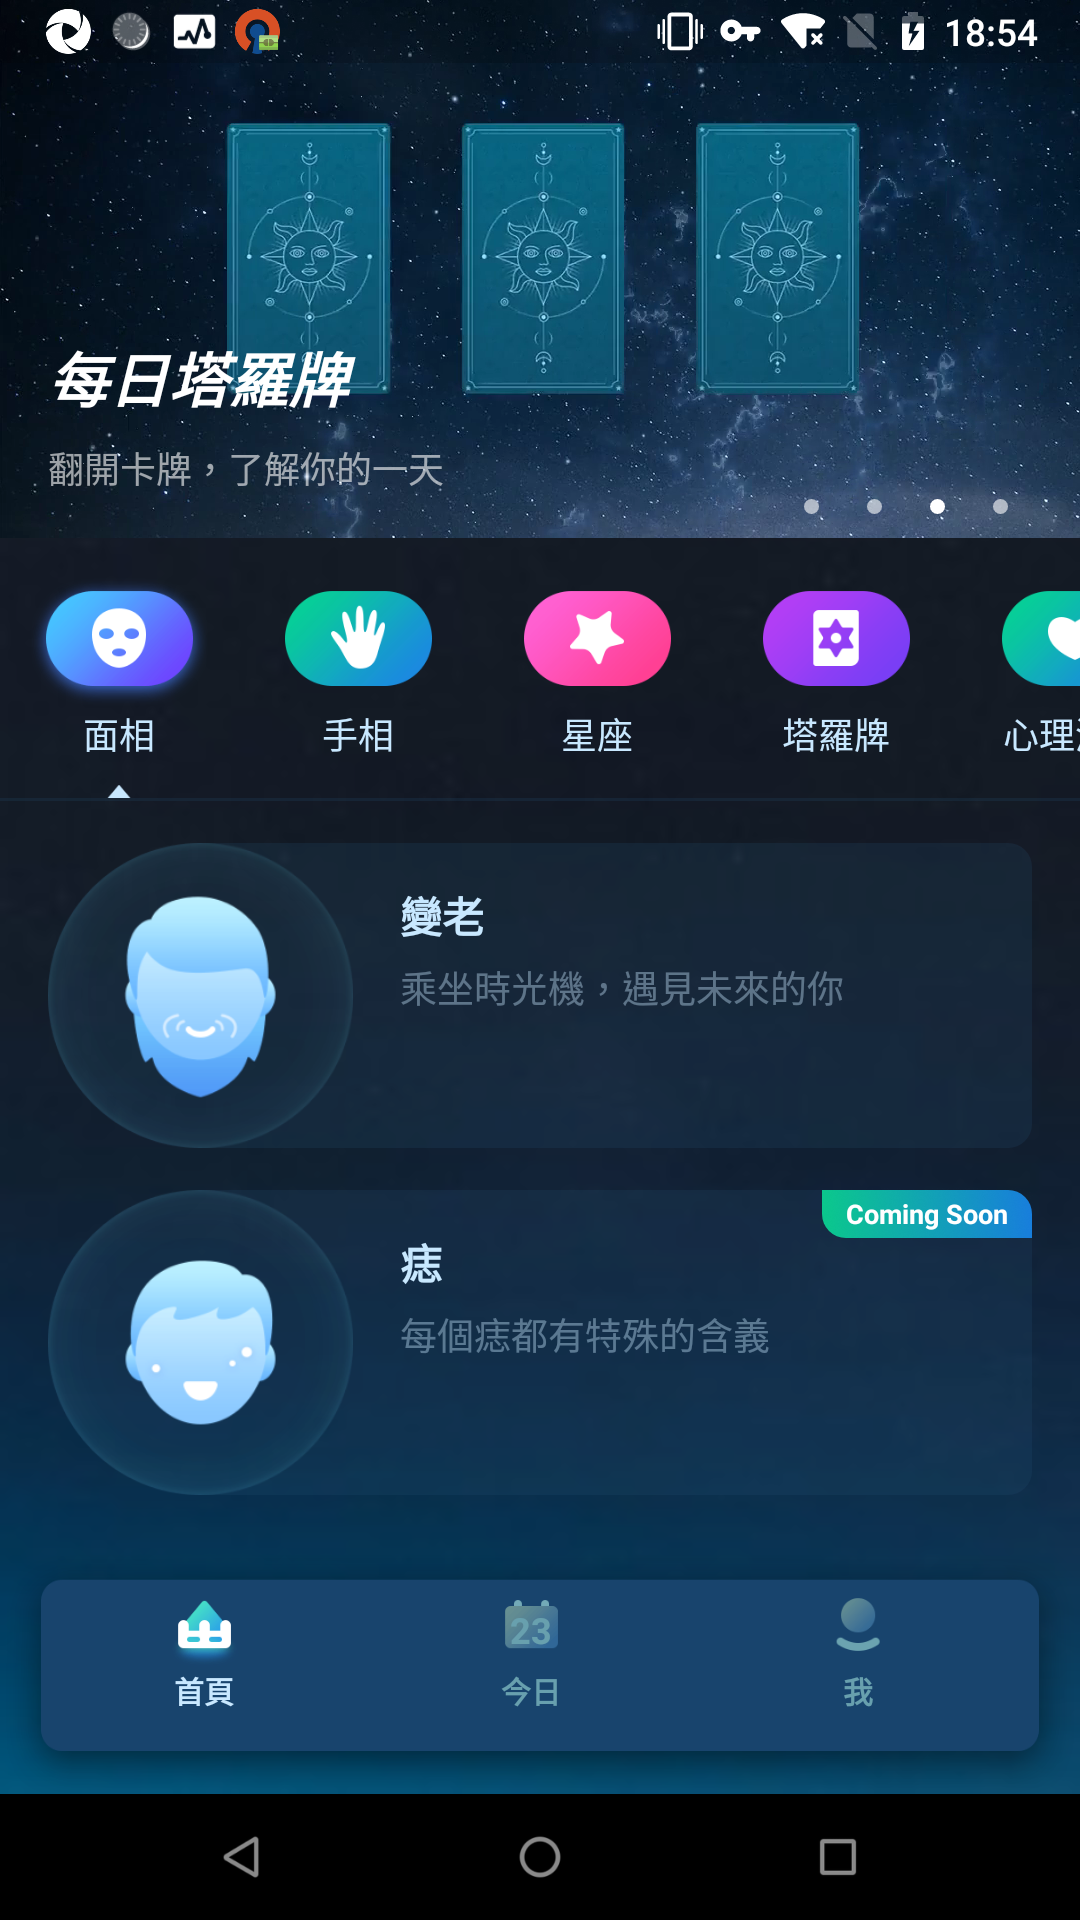 18:54
每日塔羅牌
翻開卡牌，了解你的一天
面相
手相
星座
塔羅牌
心理
變老
乘坐時光機，遇見未來的你
Coming Soon
痣
每個痣都有特殊的含義
首頁
23
今日
我